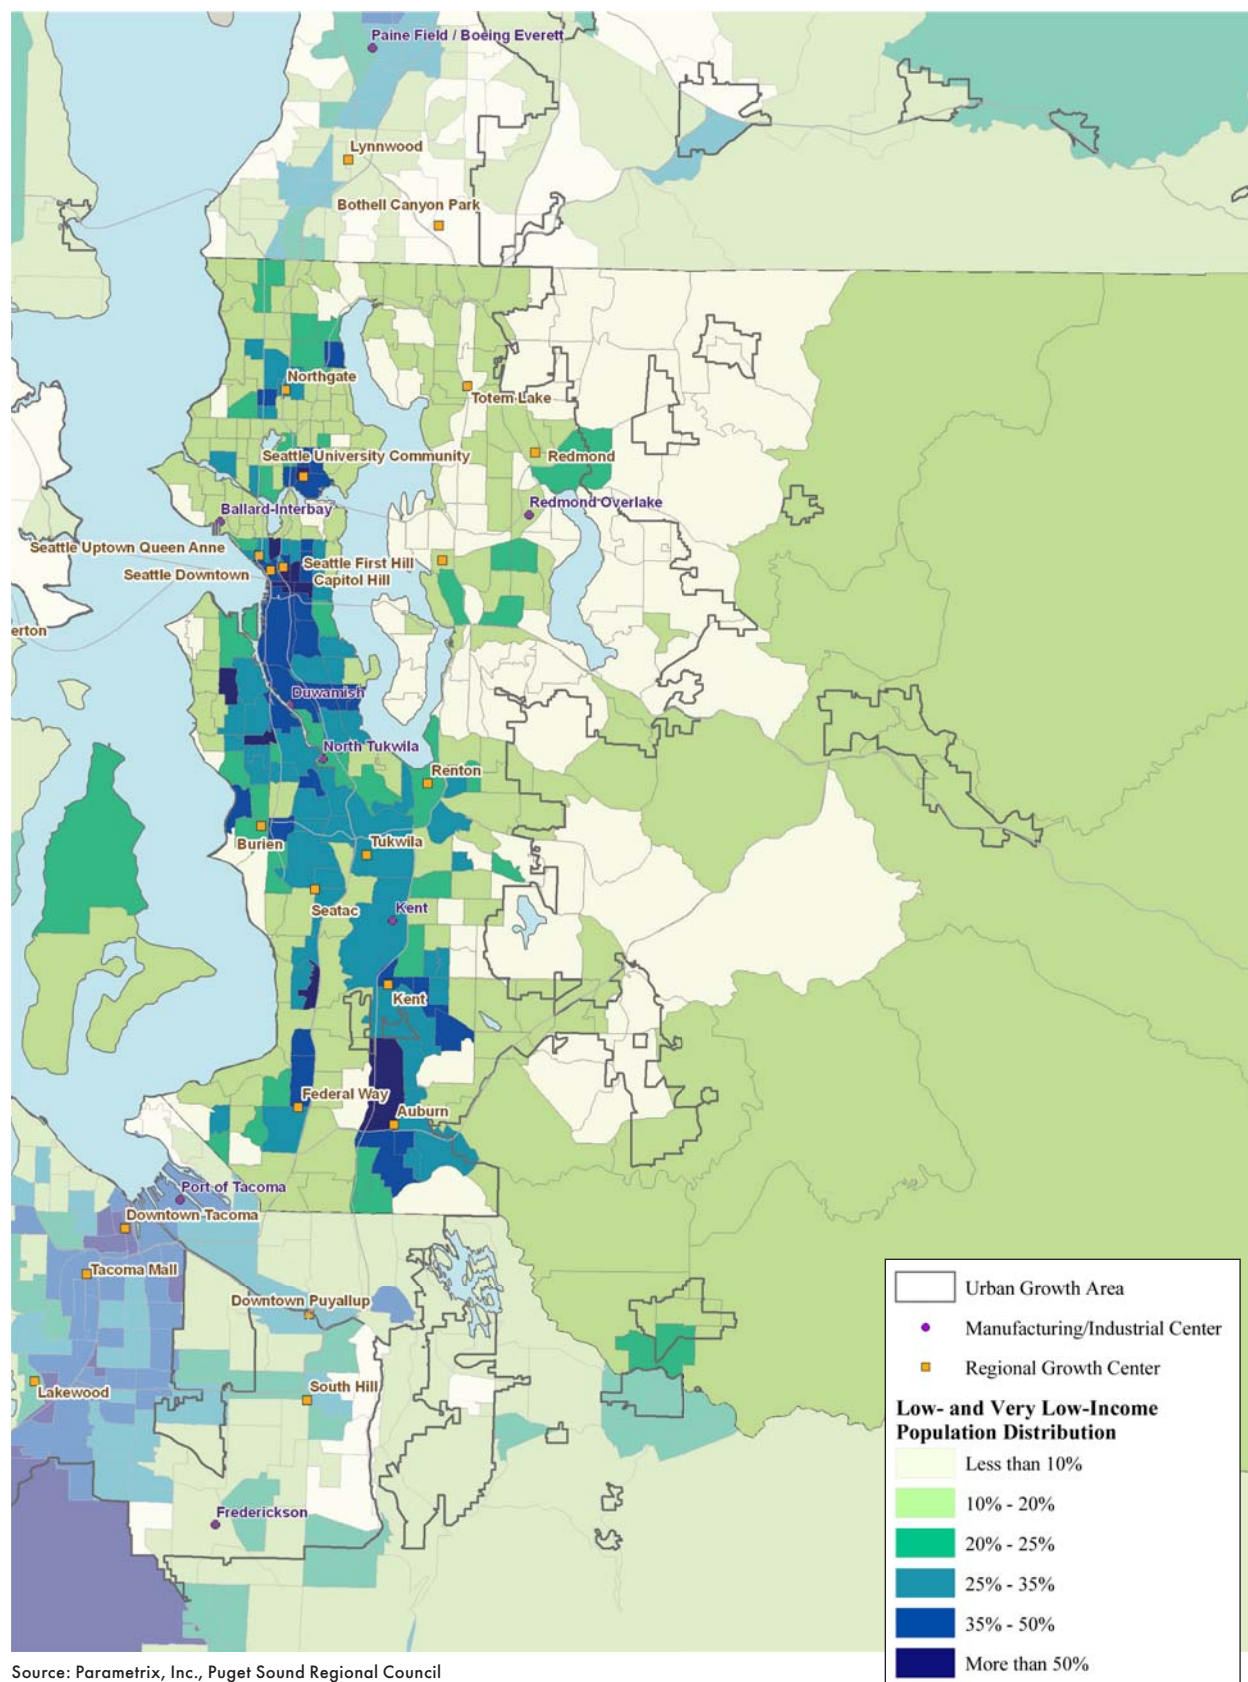 Paine Field / Boeing Everett
Lynnwood
Bothell Canyon Park
Northgate
Totem Lake
Seattle University Community
Redmond
Redmond Overlake
Ballard-Interbay
Seattle Uptown Queen Anne
Seattle First Hill
Seattle Downtown
Capitol Hill
erton
Duwamish
North Tukwila
Renton
Burien
Tukwila
Seatac
Kent
Kent
Federal Way
Auburn
Port of Tacoma
Downtown Tacoma
Tacoma Mall
Downtown Puyallup
Lakewood
South Hill
Frederickson
Urban Growth Area
Manufacturing/Industrial Center
Regional Growth Center
Low- and Very Low-Income
Population Distribution
Less than 10%
10% - 20%
20% - 25%
25% - 35%
35% - 50%
More than 50%
Source: Parametrix, Inc., Puget Sound Regional Council